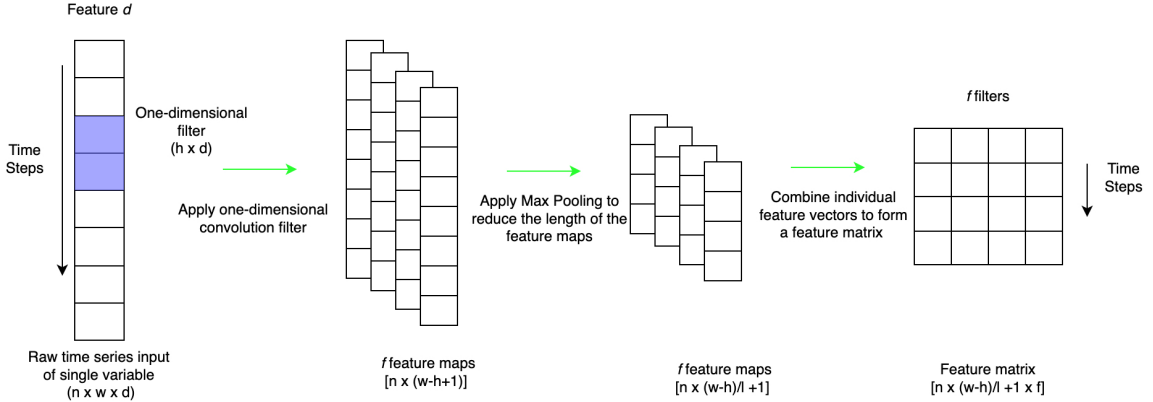 Feature d
Time
Steps
One-dimensional
filter
(h x d)
Apply one-dimensional
convolution filter
Raw time series input
of single variable
(n x w x d)
f feature maps
[n x (w-h+1)]
Apply Max Pooling to
reduce the length of the
feature maps
f feature maps
[n x (w-h)/l +1]
Combine individual
feature vectors to form
a feature matrix
f filters
Time
Steps
Feature matrix
[n x (w-h)/l +1 x f]